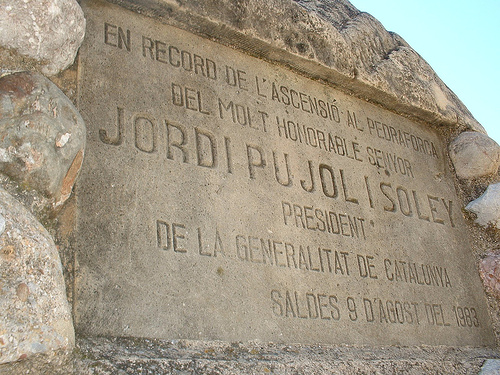 EN RECORD DE L'ASCENSIÓ AL PEDRAFORCA
DEL MOLT HONORABLE SENYOR
JORDI PUJOL I SOLEY
PRESIDENT
DE LA GENERALITAT DE CATALUNYA
SALDES 9 D'AGOST DEL 1983